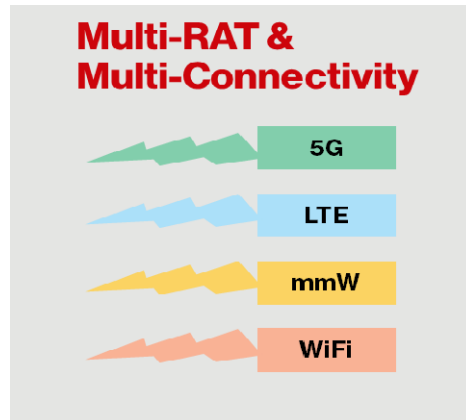 Multi-RAT &
Multi-Connectivity
5G
LTE
mmW
WiFi